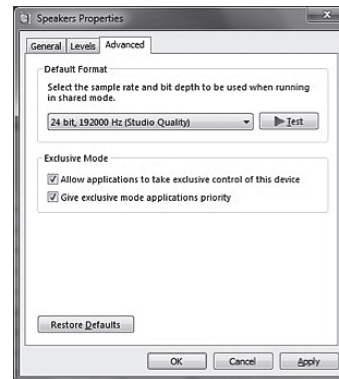 Speakers Properties
General
Levels
Advanced
Default Format
Select the sample rate and bit depth to be used when running
in shared mode.
24 bit, 192000 Hz (Studio Quality)
Test
Exclusive Mode
Allow applications to take exclusive control of this device
Give exclusive mode applications priority
Restore Defaults
OK
Cancel
Apply